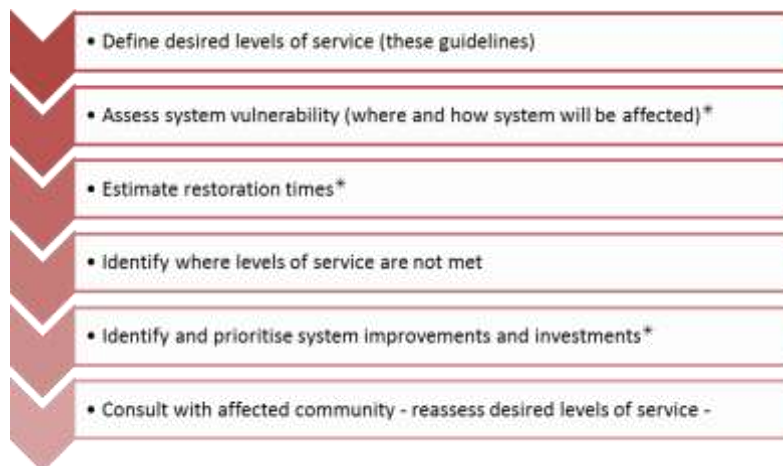 • Define desired levels of service (these guidelines)
• Assess system vulnerability (where and how system will be affected)*
• Estimate restoration times*
• Identify where levels of service are not met
• Identify and prioritise system improvements and investments*
• Consult with affected community - reassess desired levels of service -